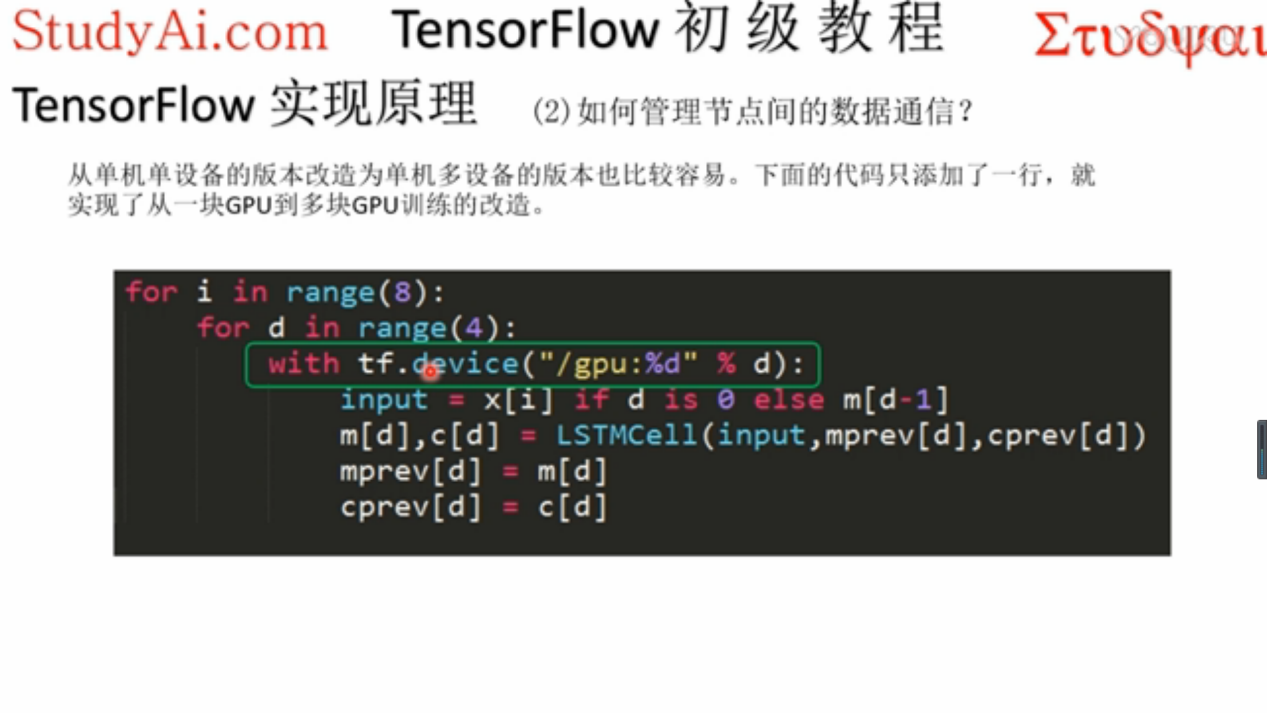 StudyAi.com TensorFlow 初级教程 Στυδψαι
TensorFlow 实现原理 (2)如何管理节点间的数据通信?
从单机单设备的版本改造为单机多设备的版本也比较容易。下面的代码只添加了一行，就
实现了从一块GPU到多块GPU训练的改造。
for i in range(8):
for d in range(4):
with tf.device("/gpu:%d" % d):
input = x[i] if d is 0 else m[d-1]
m[d],c[d] = LSTMCell(input,mprev[d],cprev[d])
mprev[d] = m[d]
cprev[d] = c[d]